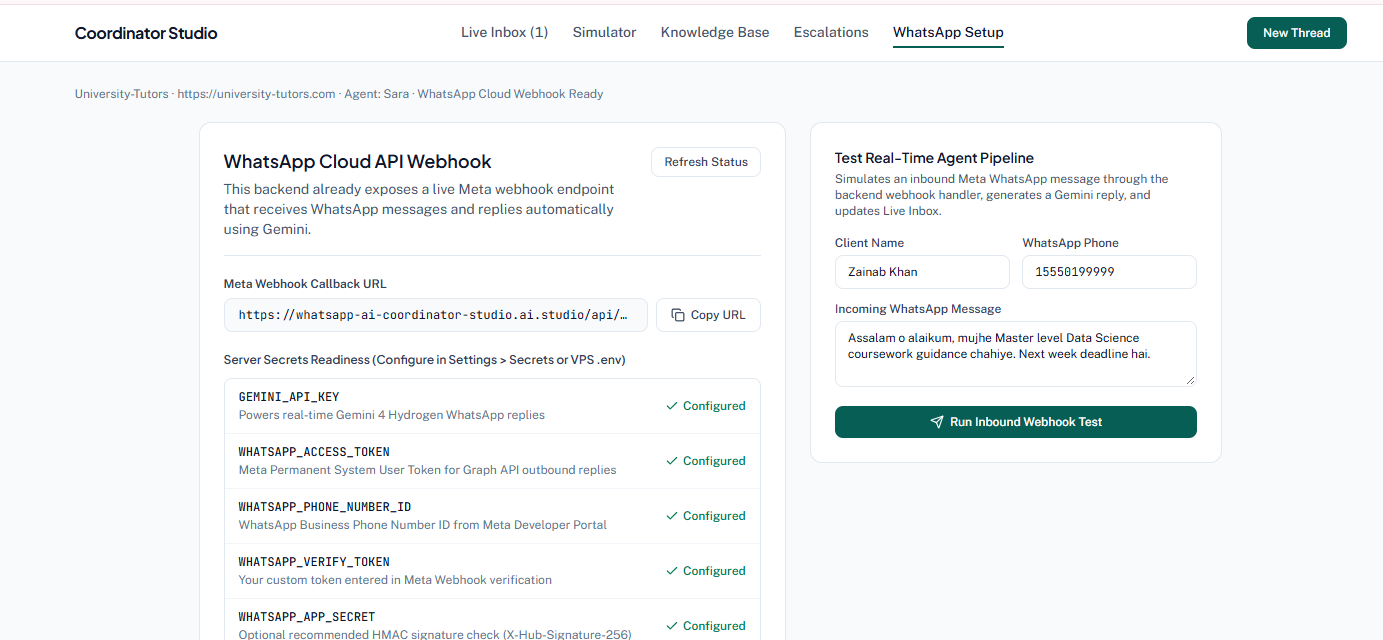 Coordinator Studio
Live Inbox (1)
Simulator
Knowledge Base
Escalations
WhatsApp Setup
New Thread
University-Tutors · https://university-tutors.com · Agent: Sara · WhatsApp Cloud Webhook Ready
WhatsApp Cloud API Webhook
Refresh Status
This backend already exposes a live Meta webhook endpoint
that receives WhatsApp messages and replies automatically
using Gemini.
Meta Webhook Callback URL
https://whatsapp-ai-coordinator-studio.ai.studio/api/…
Copy URL
Server Secrets Readiness (Configure in Settings > Secrets or VPS .env)
GEMINI_API_KEY
Powers real-time Gemini 4 Hydrogen WhatsApp replies
Configured
WHATSAPP_ACCESS_TOKEN
Meta Permanent System User Token for Graph API outbound replies
Configured
WHATSAPP_PHONE_NUMBER_ID
WhatsApp Business Phone Number ID from Meta Developer Portal
Configured
WHATSAPP_VERIFY_TOKEN
Your custom token entered in Meta Webhook verification
Configured
WHATSAPP_APP_SECRET
Optional recommended HMAC signature check (X-Hub-Signature-256)
Configured
Test Real-Time Agent Pipeline
Simulates an inbound Meta WhatsApp message through the
backend webhook handler, generates a Gemini reply, and
updates Live Inbox.
Client Name
WhatsApp Phone
Zainab Khan
15550199999
Incoming WhatsApp Message
Assalam o alaikum, mujhe Master level Data Science
coursework guidance chahiye. Next week deadline hai.
Run Inbound Webhook Test